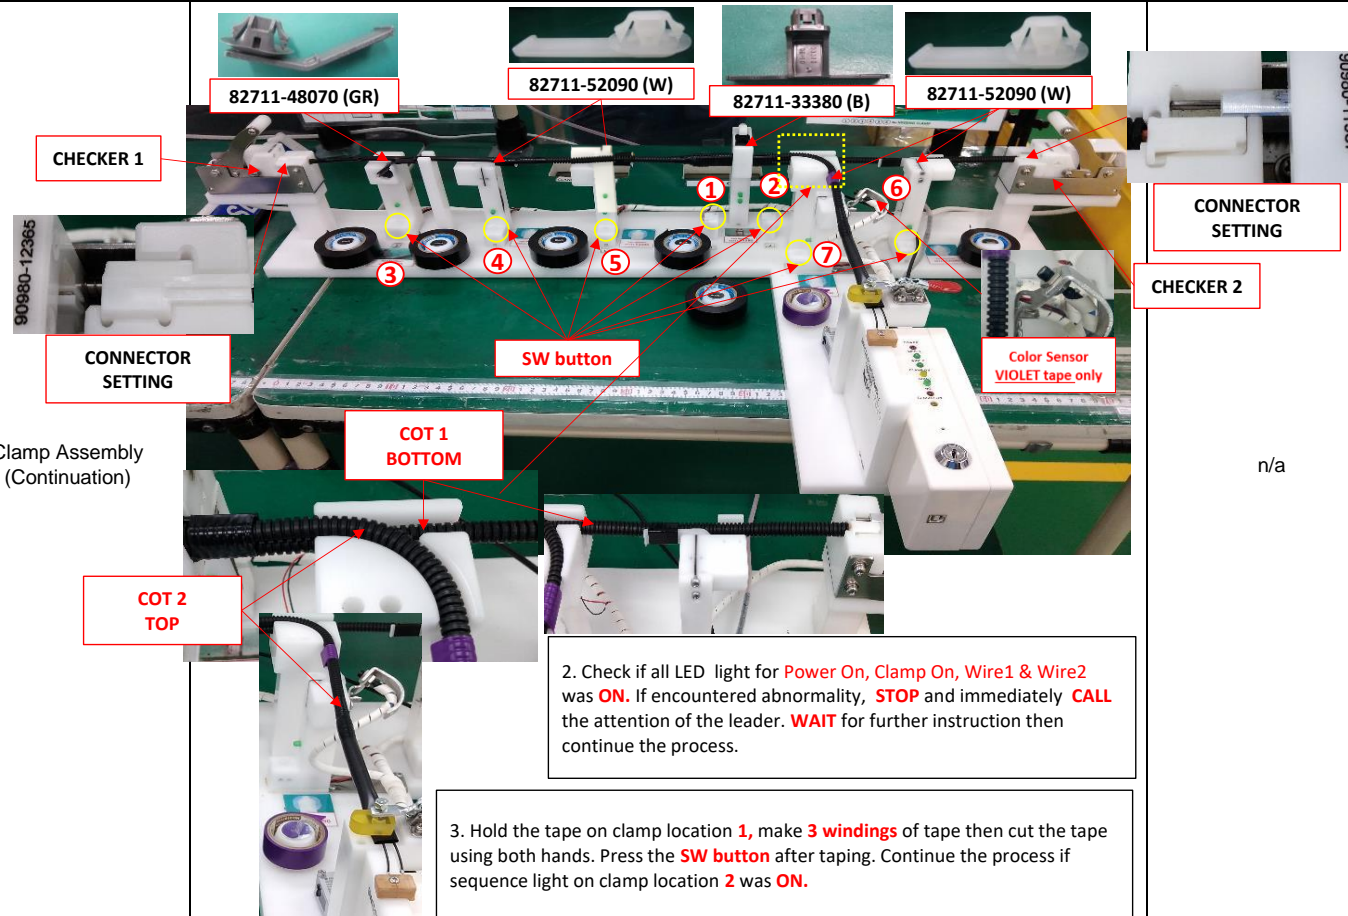 82711-48070 (GR)
82711-52090 (W)
82711-33380 (B)
82711-52090 (W)
CHECKER 1
CONNECTOR
SETTING
90980-12365
CONNECTOR
SETTING
CHECKER 2
1
2
6
3
4
5
7
SW button
Color Sensor
VIOLET tape only
COT 1
BOTTOM
Clamp Assembly
(Continuation)
n/a
COT 2
TOP
2. Check if all LED light for Power On, Clamp On, Wire1 & Wire2
was ON. If encountered abnormality, STOP and immediately CALL
the attention of the leader. WAIT for further instruction then
continue the process.
3. Hold the tape on clamp location 1, make 3 windings of tape then cut the tape
using both hands. Press the SW button after taping. Continue the process if
sequence light on clamp location 2 was ON.